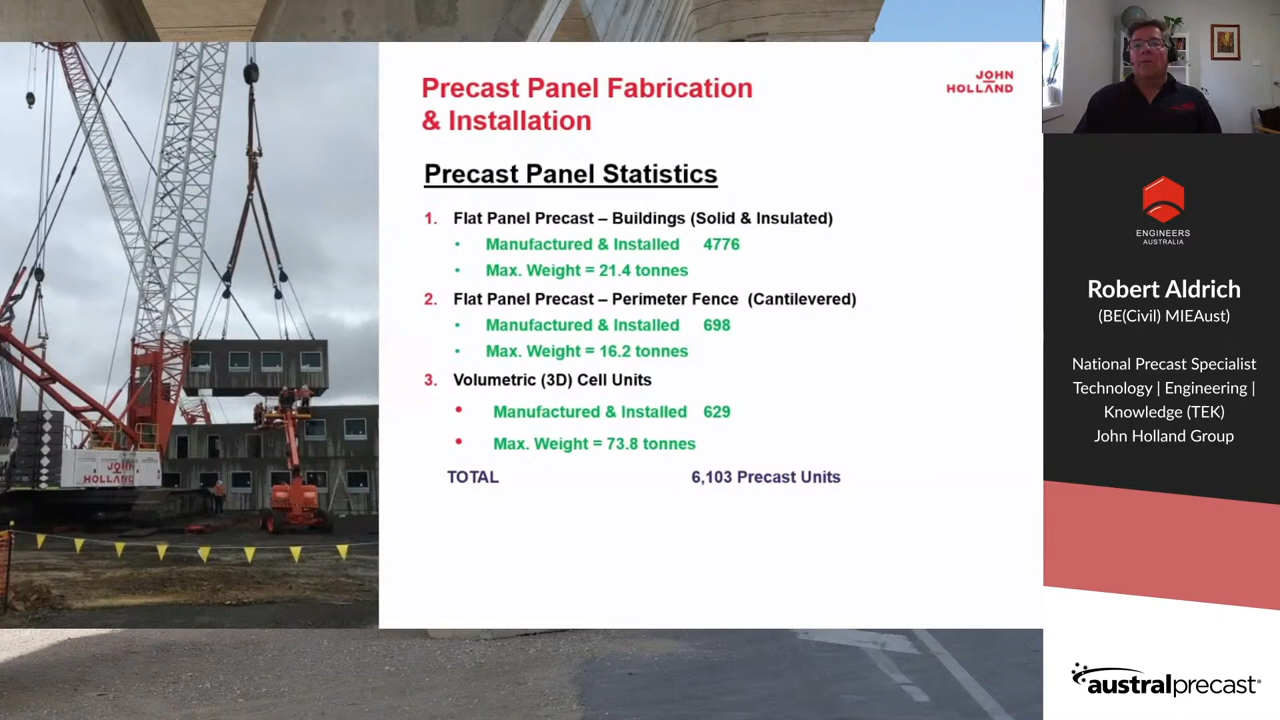 Precast Panel Fabrication
& Installation
JOHN
HOLLAND
Precast Panel Statistics
1. Flat Panel Precast – Buildings (Solid & Insulated)
• Manufactured & Installed 4776
• Max. Weight = 21.4 tonnes
2. Flat Panel Precast – Perimeter Fence (Cantilevered)
• Manufactured & Installed 698
• Max. Weight = 16.2 tonnes
3. Volumetric (3D) Cell Units
• Manufactured & Installed 629
• Max. Weight = 73.8 tonnes
TOTAL 6,103 Precast Units
JOHN
HOLLAND
ENGINEERS
AUSTRALIA
Robert Aldrich
(BE(Civil) MIEAust)
National Precast Specialist
Technology | Engineering |
Knowledge (TEK)
John Holland Group
australprecast®